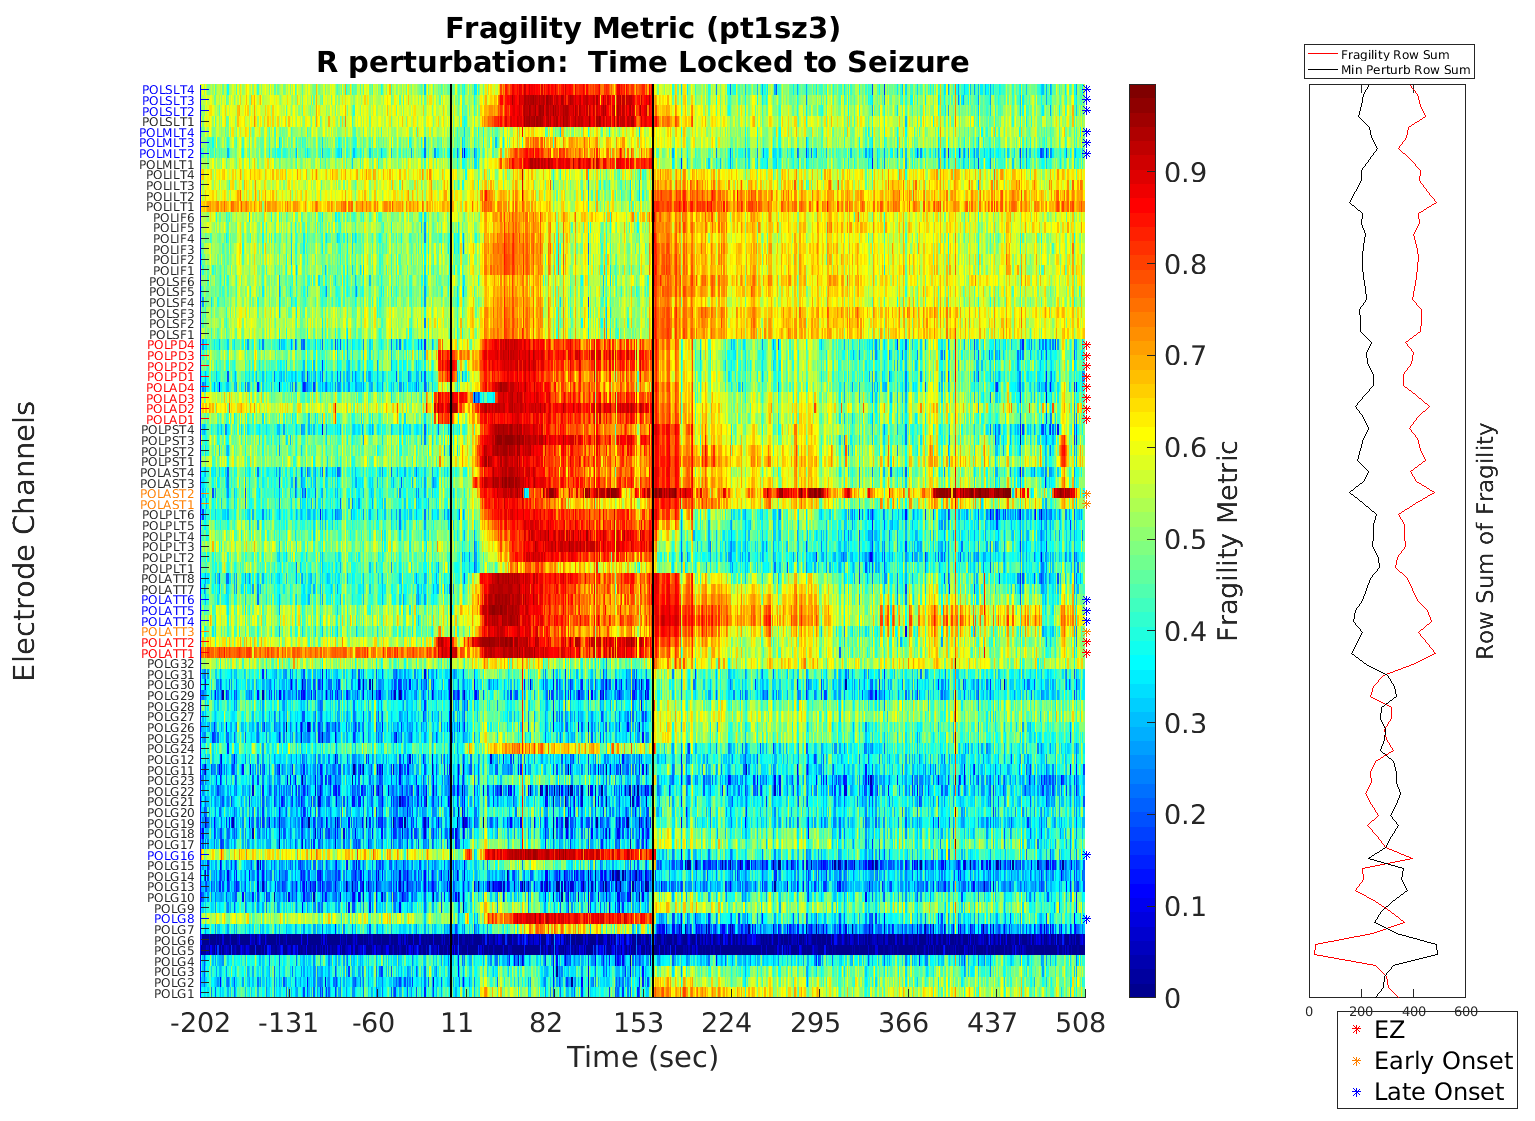 Fragility Metric (pt1sz3)
R perturbation:  Time Locked to Seizure
Fragility Row Sum
Min Perturb Row Sum
Electrode Channels
POLSLT4
POLSLT3
POLSLT2
POLSLT1
POLMLT4
POLMLT3
POLMLT2
POLMLT1
POLILT4
POLILT3
POLILT2
POLILT1
POLIF6
POLIF5
POLIF4
POLIF3
POLIF2
POLIF1
POLSF6
POLSF5
POLSF4
POLSF3
POLSF2
POLSF1
POLPD4
POLPD3
POLPD2
POLPD1
POLAD4
POLAD3
POLAD2
POLAD1
POLPST4
POLPST3
POLPST2
POLPST1
POLAST4
POLAST3
POLAST2
POLAST1
POLPLT6
POLPLT5
POLPLT4
POLPLT3
POLPLT2
POLPLT1
POLATT8
POLATT7
POLATT6
POLATT5
POLATT4
POLATT3
POLATT2
POLATT1
POLG32
POLG31
POLG30
POLG29
POLG28
POLG27
POLG26
POLG25
POLG24
POLG12
POLG11
POLG23
POLG22
POLG21
POLG20
POLG19
POLG18
POLG17
POLG16
POLG15
POLG14
POLG13
POLG10
POLG9
POLG8
POLG7
POLG6
POLG5
POLG4
POLG3
POLG2
POLG1
-202 -131 -60 11 82 153 224 295 366 437 508
Time (sec)
0.9
0.8
0.7
0.6
0.5
0.4
0.3
0.2
0.1
0
Fragility Metric
Row Sum of Fragility
0 200 400 600
EZ
Early Onset
Late Onset